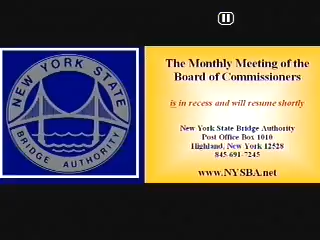 NEW YORK STATE
BRIDGE AUTHORITY
The Monthly Meeting of the
Board of Commissioners
is in recess and will resume shortly
New York State Bridge Authority
Post Office Box 1010
Highland, New York 12528
845-691-7245
www.NYSBA.net